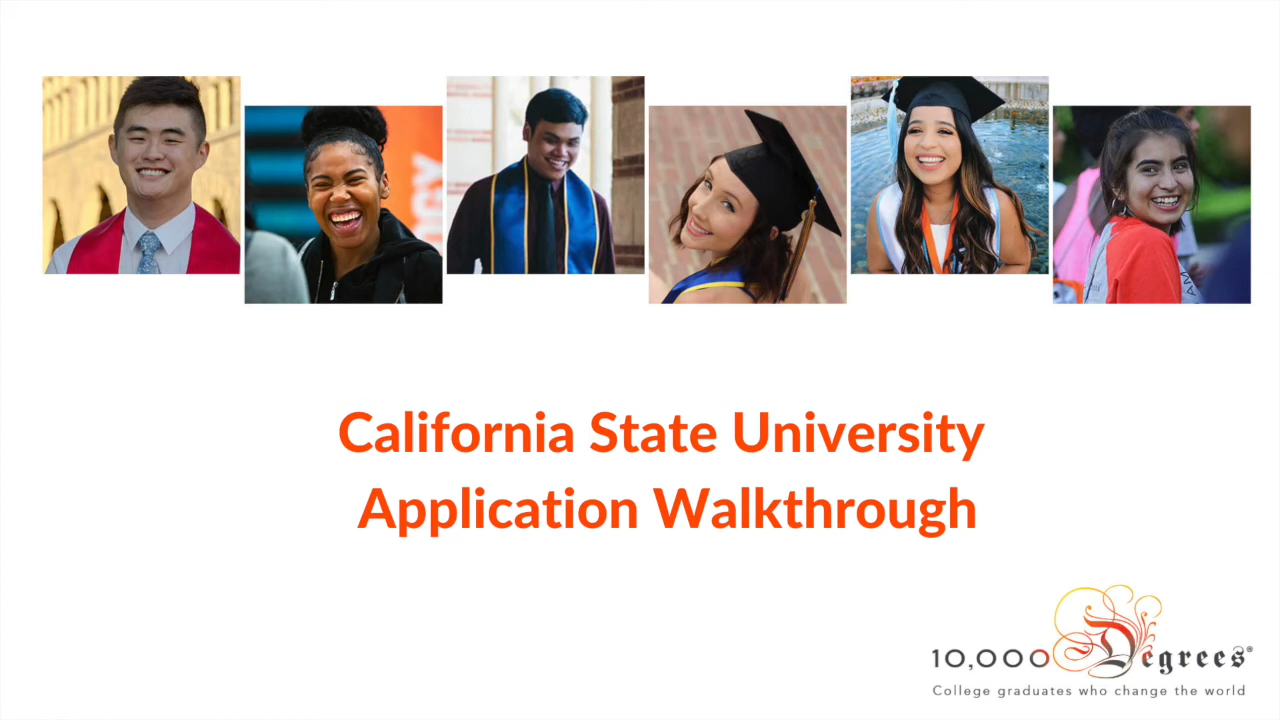 California State University
Application Walkthrough
10,000 Degrees®
College graduates who change the world